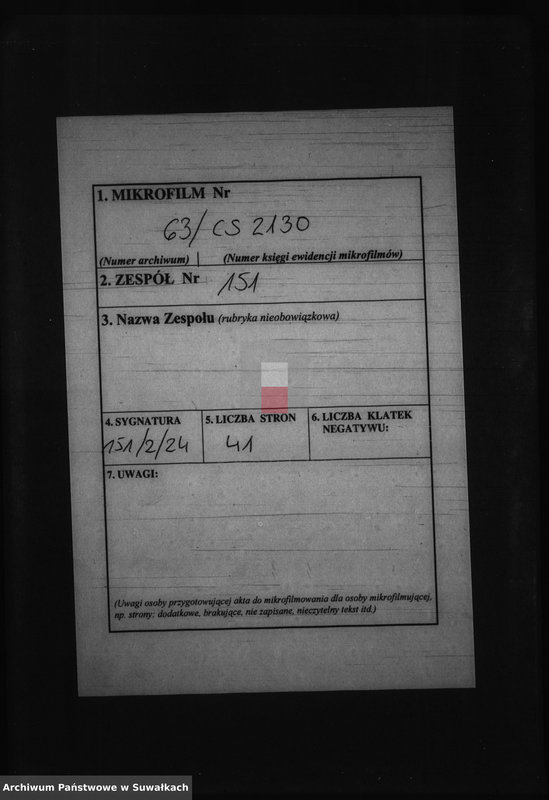 1. MIKROFILM Nr
63/CS 2130
(Numer archiwum) (Numer księgi ewidencji mikrofilmów)
2. ZESPÓŁ Nr 151
3. Nazwa Zespołu (rubryka nieobowiązkowa)
4. SYGNATURA
151/2/24
5. LICZBA STRON
41
6. LICZBA KLATEK
NEGATYWU:
7. UWAGI:
(Uwagi osoby przygotowującej akta do mikrofilmowania dla osoby mikrofilmującej,
np. strony: dodatkowe, brakujące, nie zapisane, nieczytelny tekst itd.)
Archiwum Państwowe w Suwałkach